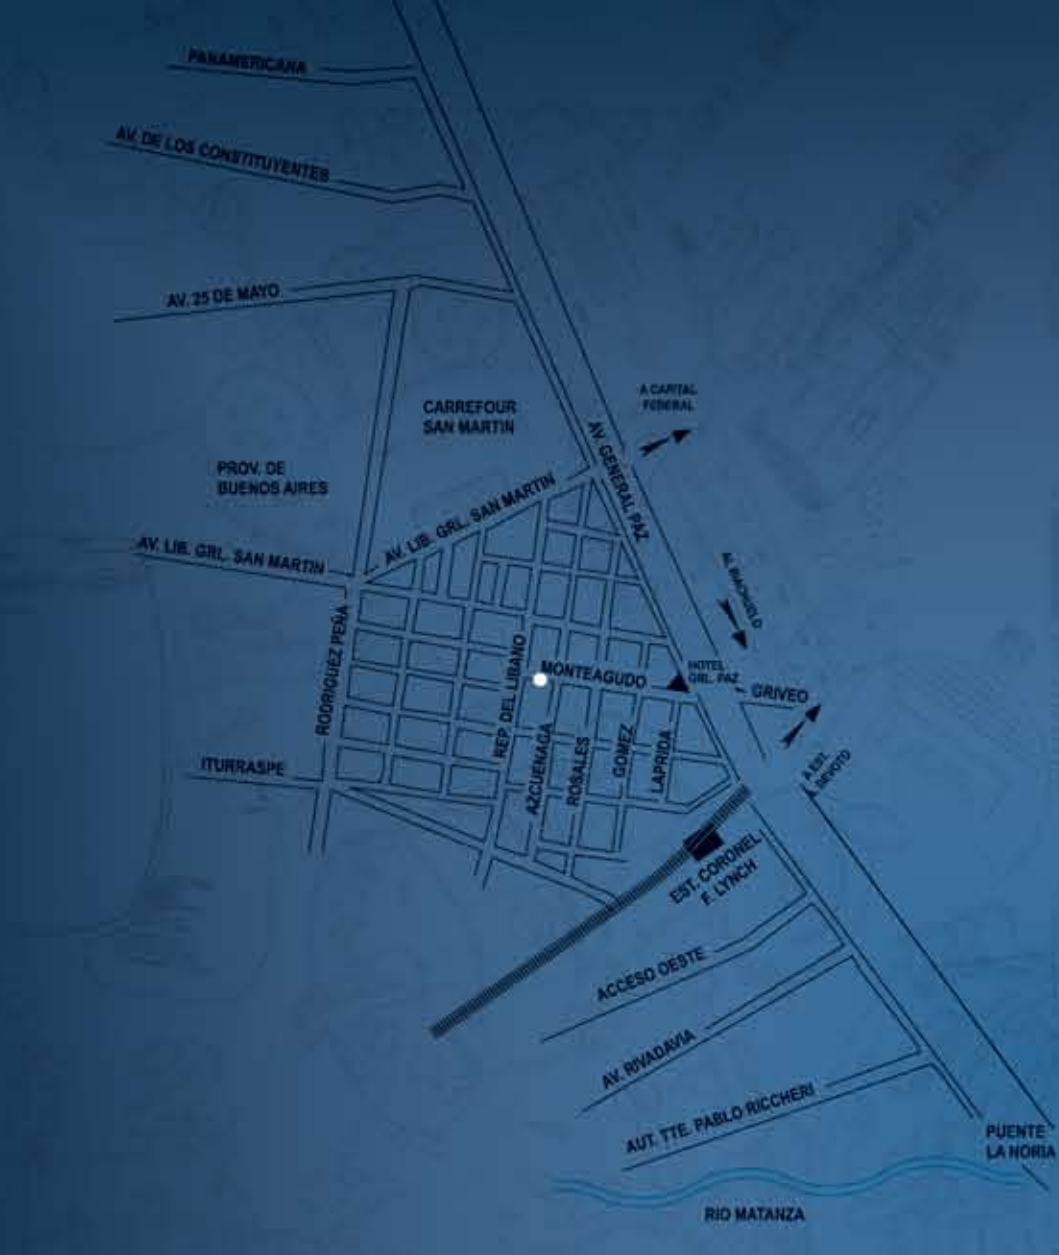 PANAMERICANA
AV. DE LOS CONSTITUYENTES
AV. 25 DE MAYO
A CAPITAL
FEDERAL
CARREFOUR
SAN MARTIN
AV. GENERAL PAZ
PROV. DE
BUENOS AIRES
AV. LIB. GRL. SAN MARTIN
AV. LIB. GRL. SAN MARTIN
AL RIACHUELO
RODRIGUEZ PEÑA
REP. DEL LIBANO
MONTEAGUDO
HOTEL
GRL. PAZ
GRIVEO
AZCUENAGA
ROSALES
GOMEZ
LAPRIDA
ITURRASPE
A EST.
DEVOTO
EST. CORONEL
F. LYNCH
ACCESO OESTE
AV. RIVADAVIA
AUT. TTE. PABLO RICCHERI
PUENTE
LA NORIA
RIO MATANZA